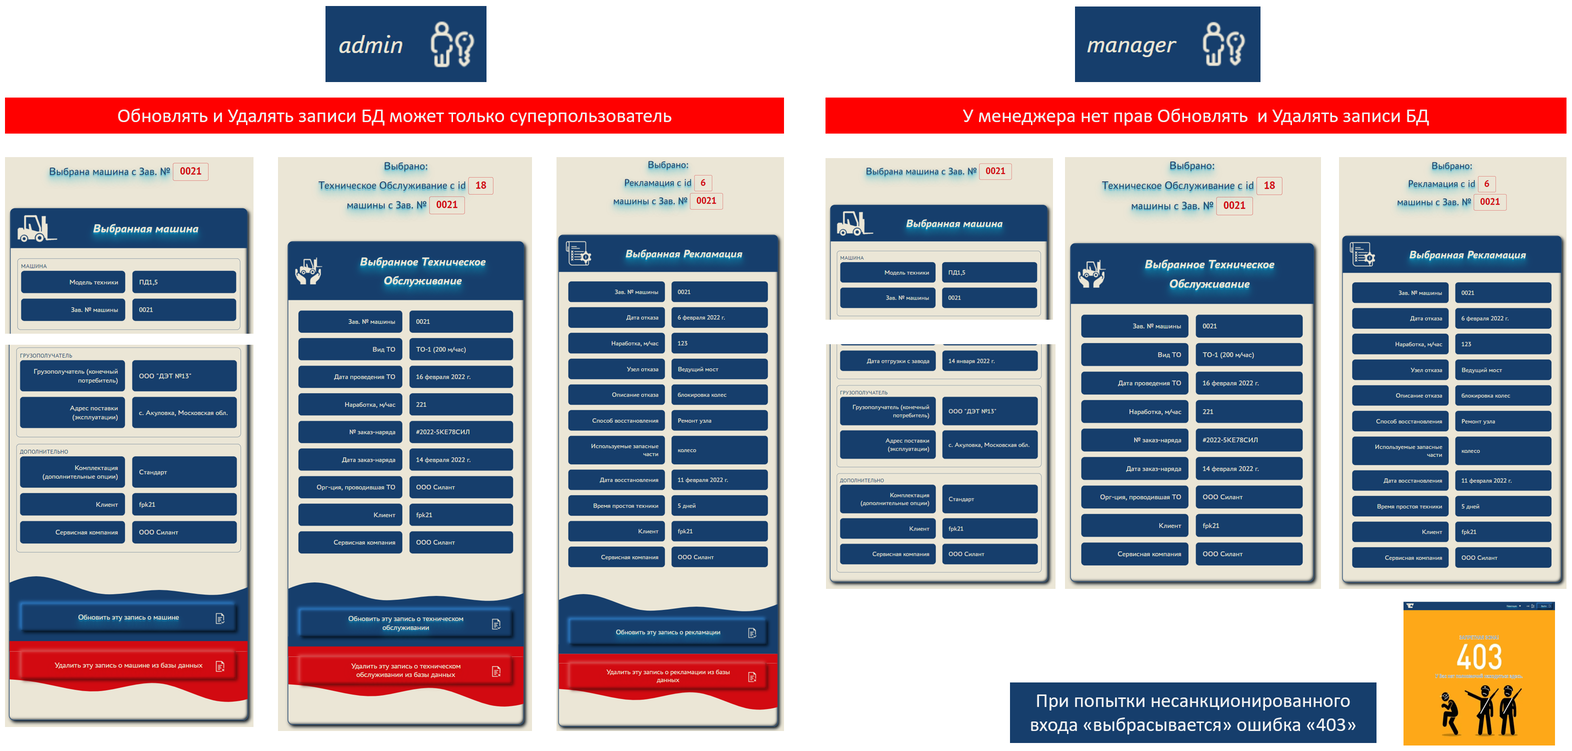 admin
manager
Обновлять и Удалять записи БД может только суперпользователь
У менеджера нет прав Обновлять и Удалять записи БД
Выбрана машина с Зав. № 0021
Выбранная машина
МАШИНА
Модель техники ПД1,5
Зав. № машины 0021
ГРУЗОПОЛУЧАТЕЛЬ
Грузополучатель (конечный
потребитель) ООО "ДЭТ №13"
Адрес поставки
(эксплуатации) с. Акуловка, Московская обл.
ДОПОЛНИТЕЛЬНО
Комплектация
(дополнительные опции) Стандарт
Клиент fpk21
Сервисная компания ООО Силант
Обновить эту запись о машине
Удалить эту запись о машине из базы данных
Выбрано:
Техническое Обслуживание с id 18
машины с Зав. № 0021
Выбранное Техническое
Обслуживание
Зав. № машины 0021
Вид ТО ТО-1 (200 м/час)
Дата проведения ТО 16 февраля 2022 г.
Наработка, м/час 221
№ заказ-наряда #2022-5КЕ78СИЛ
Дата заказ-наряда 14 февраля 2022 г.
Орг-ция, проводившая ТО ООО Силант
Клиент fpk21
Сервисная компания ООО Силант
Обновить эту запись о техническом
обслуживании
Удалить эту запись о техническом
обслуживании из базы данных
Выбрано:
Рекламация с id 6
машины с Зав. № 0021
Выбранная Рекламация
Зав. № машины 0021
Дата отказа 6 февраля 2022 г.
Наработка, м/час 123
Узел отказа Ведущий мост
Описание отказа блокировка колес
Способ восстановления Ремонт узла
Используемые запасные
части колесо
Дата восстановления 11 февраля 2022 г.
Время простоя техники 5 дней
Клиент fpk21
Сервисная компания ООО Силант
Обновить эту запись о рекламации
Удалить эту запись о рекламации из базы
данных
Выбрана машина с Зав. № 0021
Выбранная машина
МАШИНА
Модель техники ПД1,5
Зав. № машины 0021
Дата отгрузки с завода 14 января 2022 г.
ГРУЗОПОЛУЧАТЕЛЬ
Грузополучатель (конечный
потребитель) ООО "ДЭТ №13"
Адрес поставки
(эксплуатации) с. Акуловка, Московская обл.
ДОПОЛНИТЕЛЬНО
Комплектация
(дополнительные опции) Стандарт
Клиент fpk21
Сервисная компания ООО Силант
Выбрано:
Техническое Обслуживание с id 18
машины с Зав. № 0021
Выбранное Техническое
Обслуживание
Зав. № машины 0021
Вид ТО ТО-1 (200 м/час)
Дата проведения ТО 16 февраля 2022 г.
Наработка, м/час 221
№ заказ-наряда #2022-5КЕ78СИЛ
Дата заказ-наряда 14 февраля 2022 г.
Орг-ция, проводившая ТО ООО Силант
Клиент fpk21
Сервисная компания ООО Силант
Выбрано:
Рекламация с id 6
машины с Зав. № 0021
Выбранная Рекламация
Зав. № машины 0021
Дата отказа 6 февраля 2022 г.
Наработка, м/час 123
Узел отказа Ведущий мост
Описание отказа блокировка колес
Способ восстановления Ремонт узла
Используемые запасные
части колесо
Дата восстановления 11 февраля 2022 г.
Время простоя техники 5 дней
Клиент fpk21
Сервисная компания ООО Силант
При попытки несанкционированного
входа «выбрасывается» ошибка «403»
403